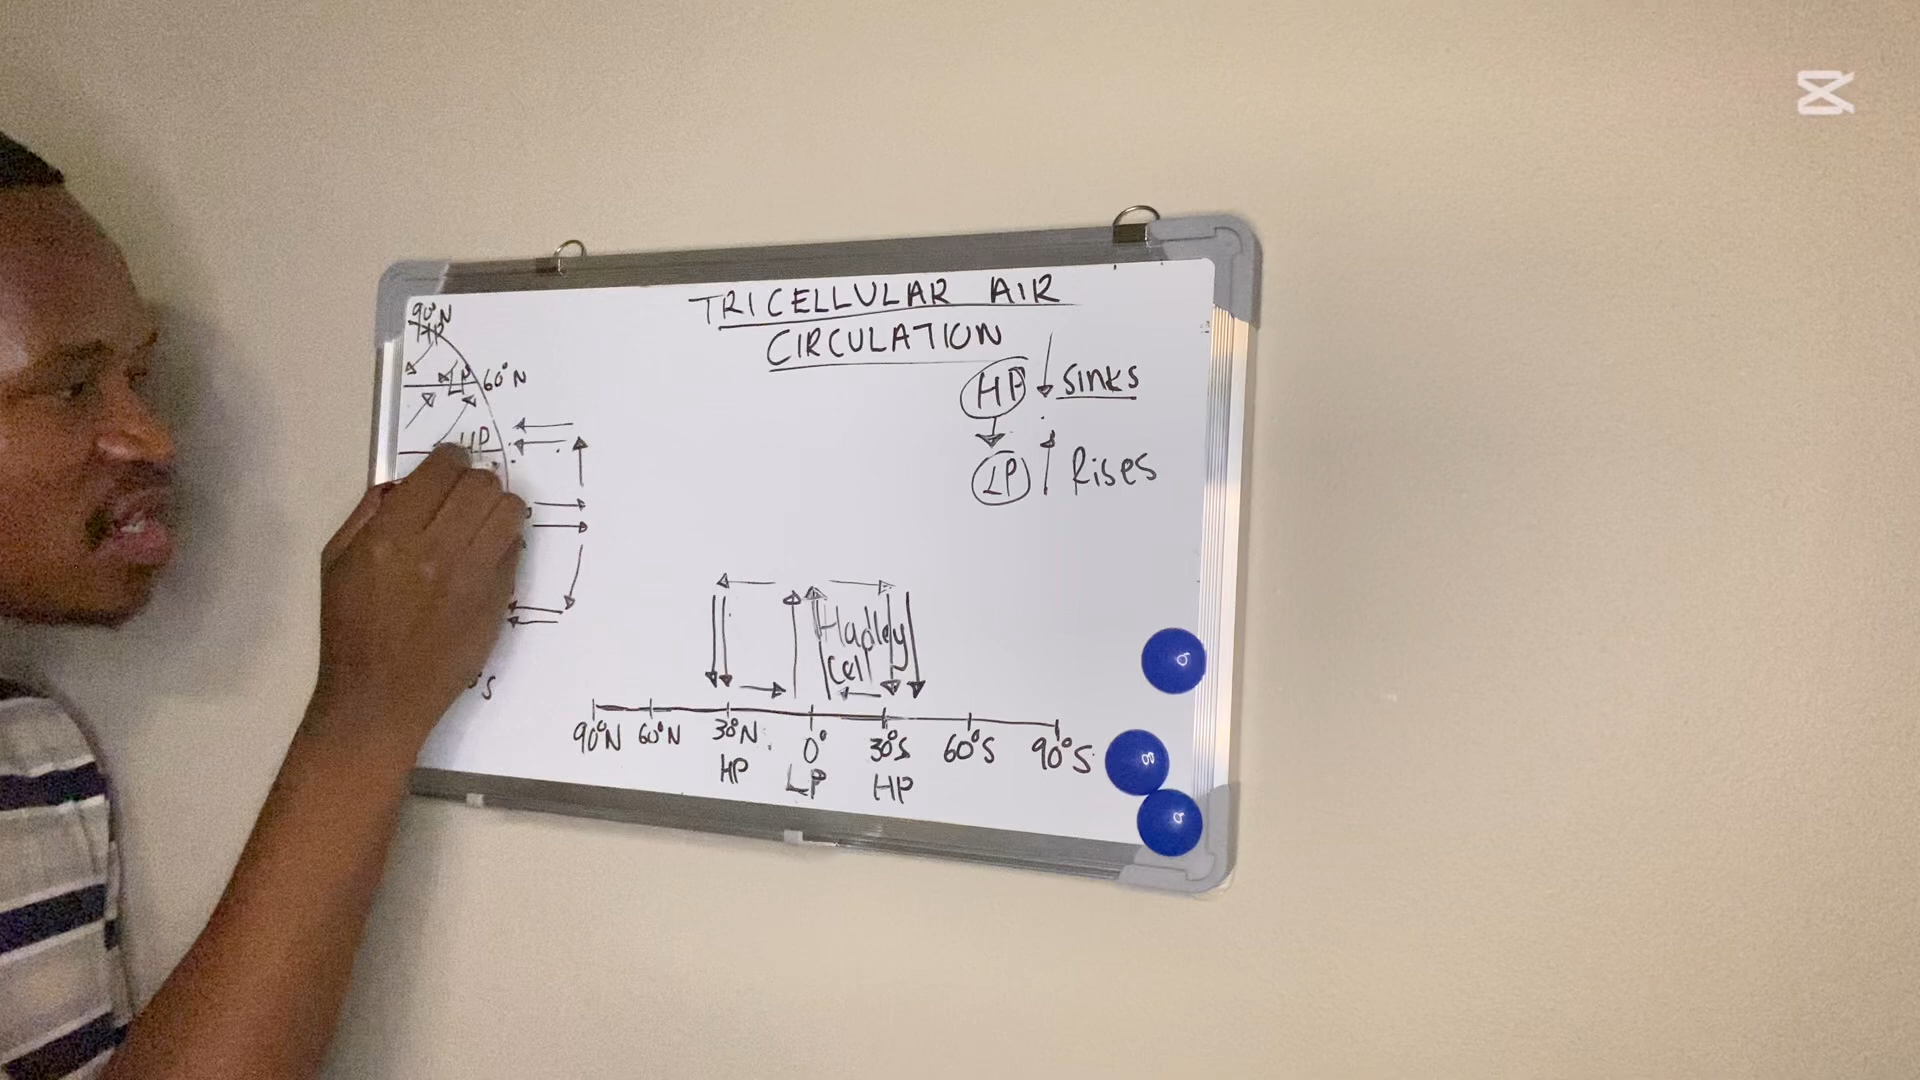 TRICELLULAR AIR
CIRCULATION
90°N
HP
LP 60°N
HP
HP Sinks
LP Rises
Hadley
Cell
90°N 60°N 30°N 0° 30°S 60°S 90°S
HP LP HP